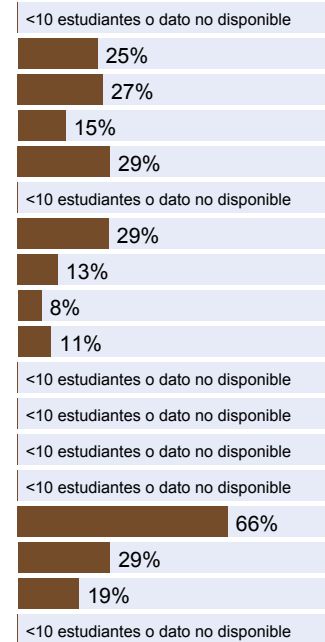 <10 estudiantes o dato no disponible
25%
27%
15%
29%
<10 estudiantes o dato no disponible
29%
13%
8%
11%
<10 estudiantes o dato no disponible
<10 estudiantes o dato no disponible
<10 estudiantes o dato no disponible
<10 estudiantes o dato no disponible
66%
29%
19%
<10 estudiantes o dato no disponible